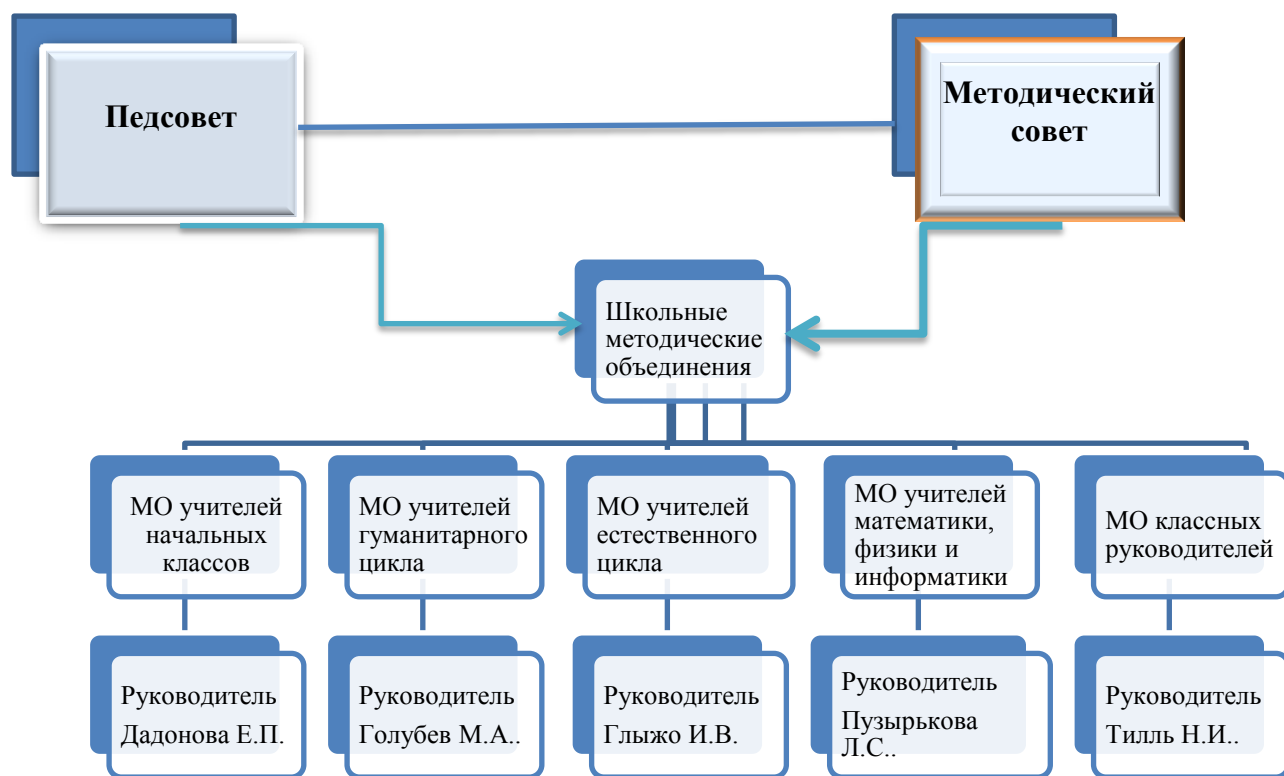 Педсовет
Методический
совет
Школьные
методические
объединения
МО учителей
начальных
классов
МО учителей
гуманитарного
цикла
МО учителей
естественного
цикла
МО учителей
математики,
физики и
информатики
МО классных
руководителей
Руководитель
Дадонова Е.П.
Руководитель
Голубев М.А..
Руководитель
Глыжо И.В.
Руководитель
Пузырькова
Л.С..
Руководитель
Тилль Н.И..